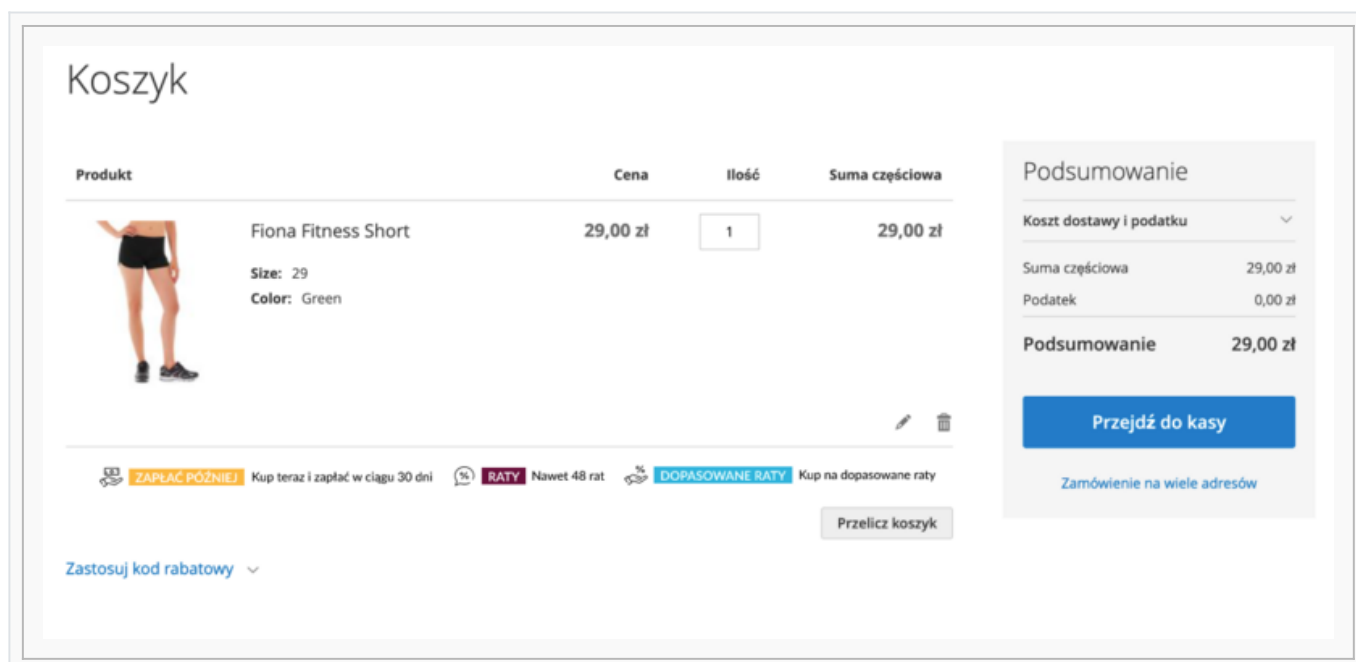 Koszyk
Produkt Cena Ilość Suma częściowa
Fiona Fitness Short 29,00 zł 1 29,00 zł
Size: 29
Color: Green
ZAPŁAĆ PÓŹNIEJ Kup teraz i zapłać w ciągu 30 dni % RATY Nawet 48 rat % DOPASOWANE RATY Kup na dopasowane raty
Przelicz koszyk
Zastosuj kod rabatowy
Podsumowanie
Koszt dostawy i podatku
Suma częściowa 29,00 zł
Podatek 0,00 zł
Podsumowanie 29,00 zł
Przejdź do kasy
Zamówienie na wiele adresów